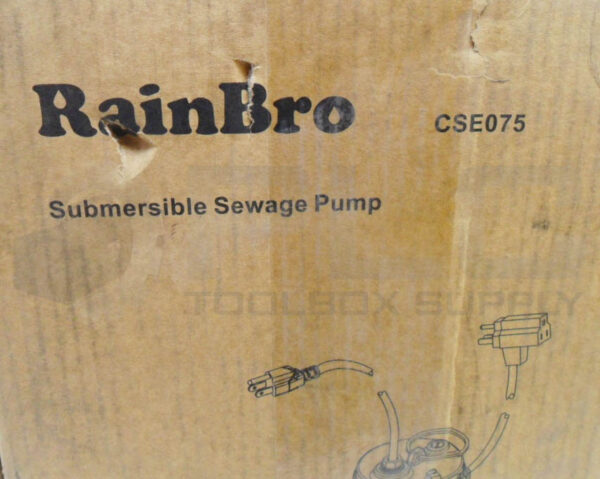 RainBro CSE075
Submersible Sewage Pump
TOOLBOX SUPPLY